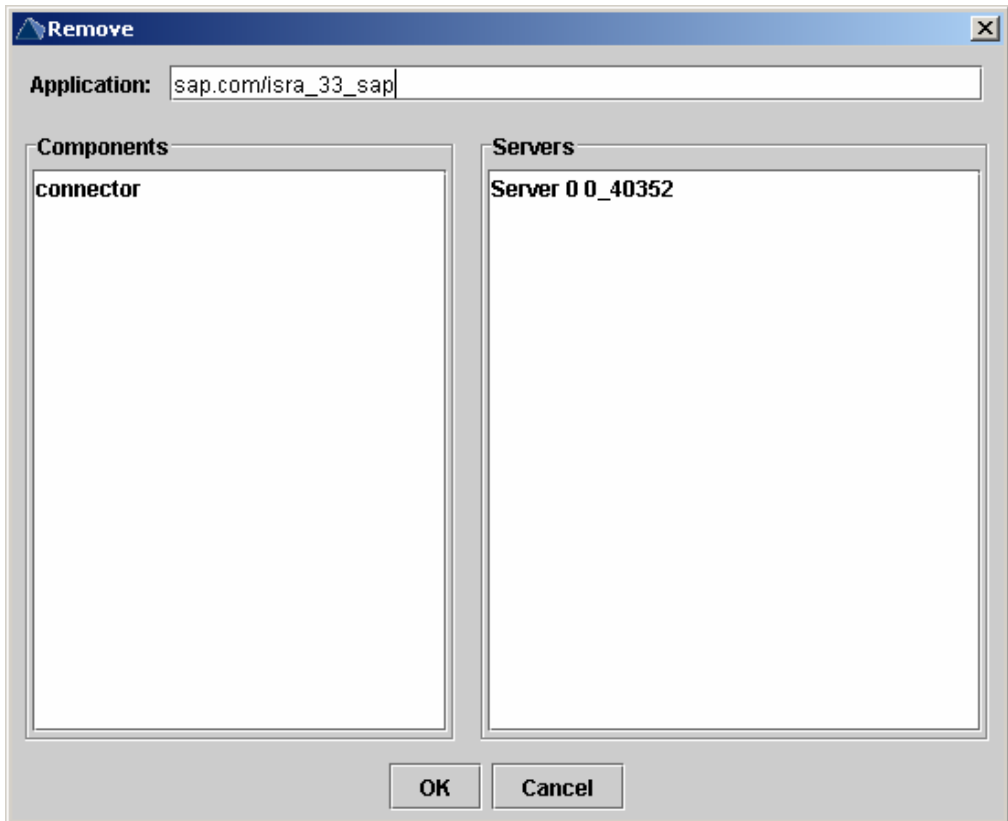 Remove
Application: sap.com/isra_33_sap
Components
connector
Servers
Server 0 0_40352
OK
Cancel